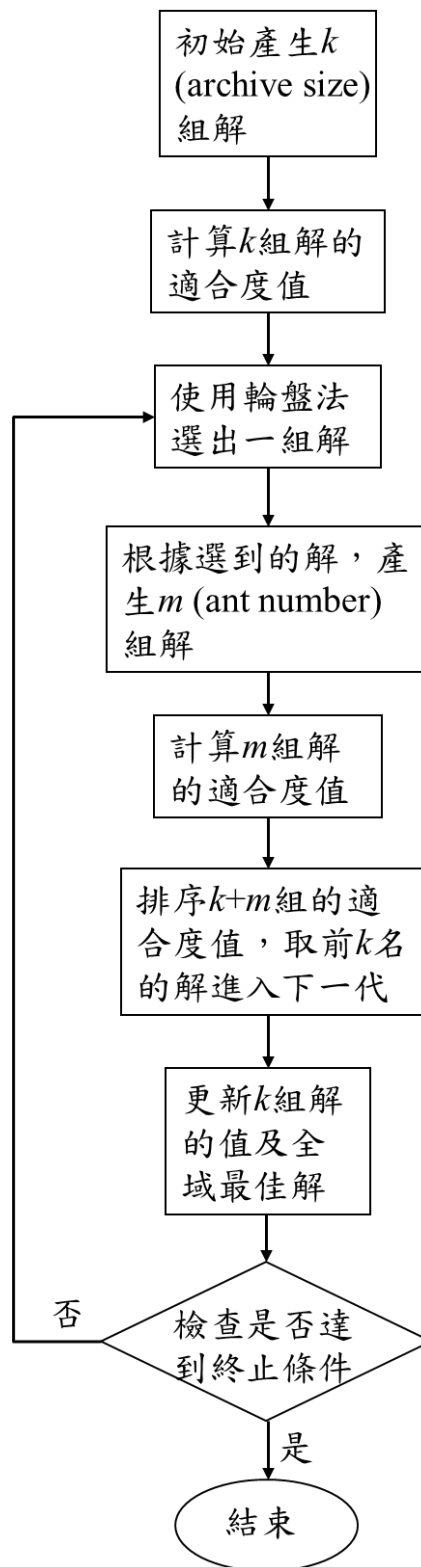 初始產生k
(archive size)
組解
計算k組解的
適合度值
使用輪盤法
選出一組解
根據選到的解，產
生m (ant number)
組解
計算m組解
的適合度值
排序k+m組的適
合度值，取前k名
的解進入下一代
更新k組解
的值及全
域最佳解
否
檢查是否達
到終止條件
是
結束